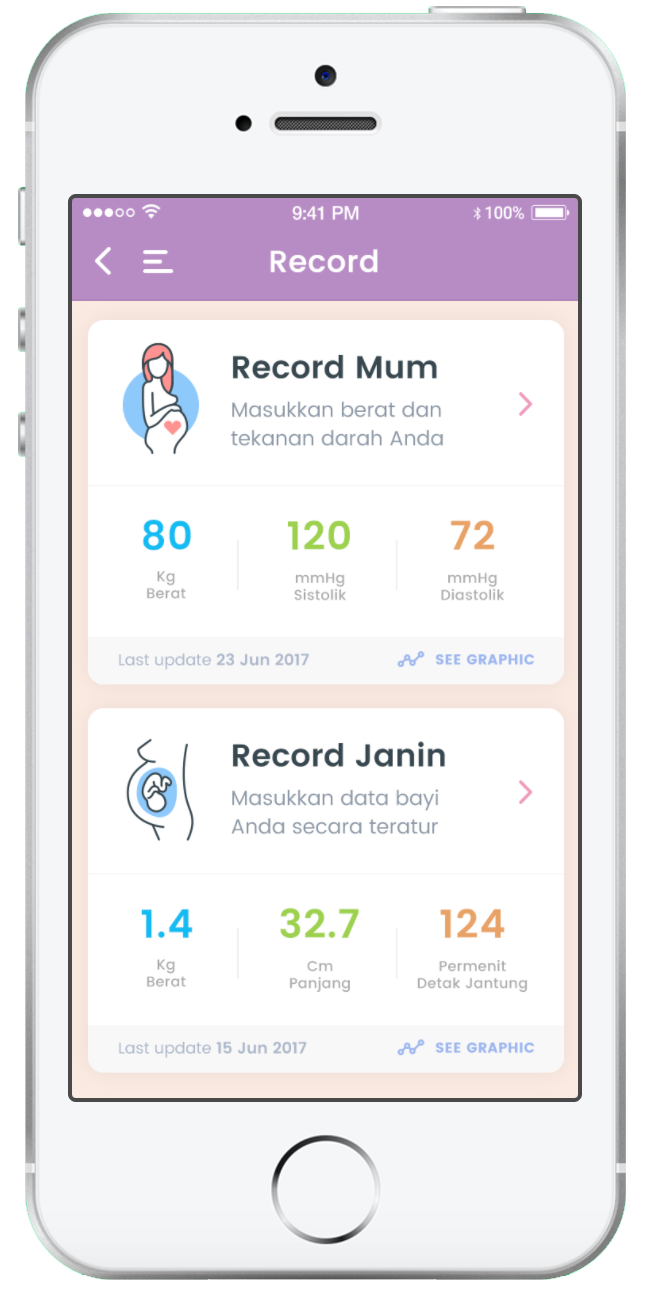 9:41 PM 100%
Record
Record Mum
Masukkan berat dan
tekanan darah Anda
80 120 72
Kg mmHg mmHg
Berat Sistolik Diastolik
Last update 23 Jun 2017 SEE GRAPHIC
Record Janin
Masukkan data bayi
Anda secara teratur
1.4 32.7 124
Kg Cm Permenit
Berat Panjang Detak Jantung
Last update 15 Jun 2017 SEE GRAPHIC